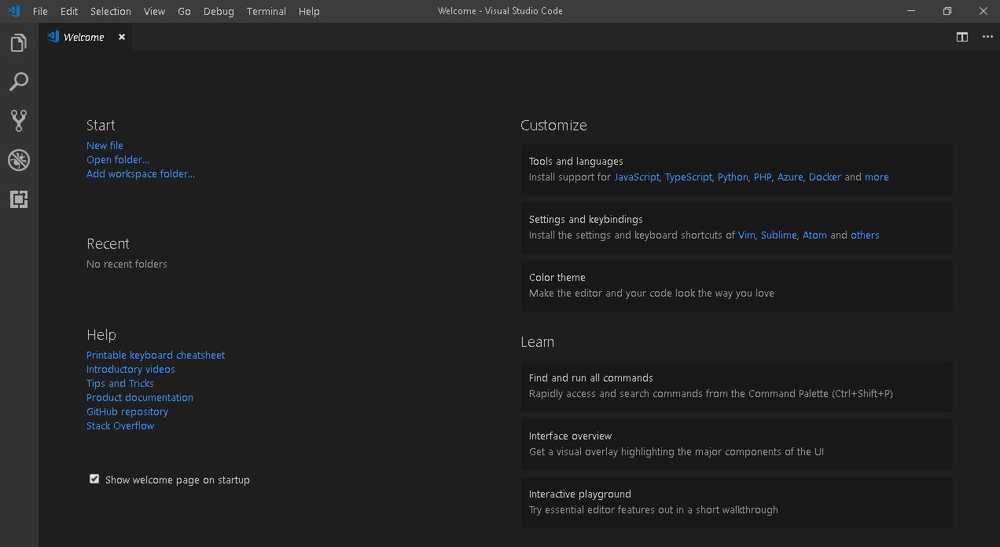 File Edit Selection View Go Debug Terminal Help
Welcome - Visual Studio Code
Welcome
Start
New file
Open folder...
Add workspace folder...
Recent
No recent folders
Help
Printable keyboard cheatsheet
Introductory videos
Tips and Tricks
Product documentation
GitHub repository
Stack Overflow
Show welcome page on startup
Customize
Tools and languages
Install support for JavaScript, TypeScript, Python, PHP, Azure, Docker and more
Settings and keybindings
Install the settings and keyboard shortcuts of Vim, Sublime, Atom and others
Color theme
Make the editor and your code look the way you love
Learn
Find and run all commands
Rapidly access and search commands from the Command Palette (Ctrl+Shift+P)
Interface overview
Get a visual overlay highlighting the major components of the UI
Interactive playground
Try essential editor features out in a short walkthrough